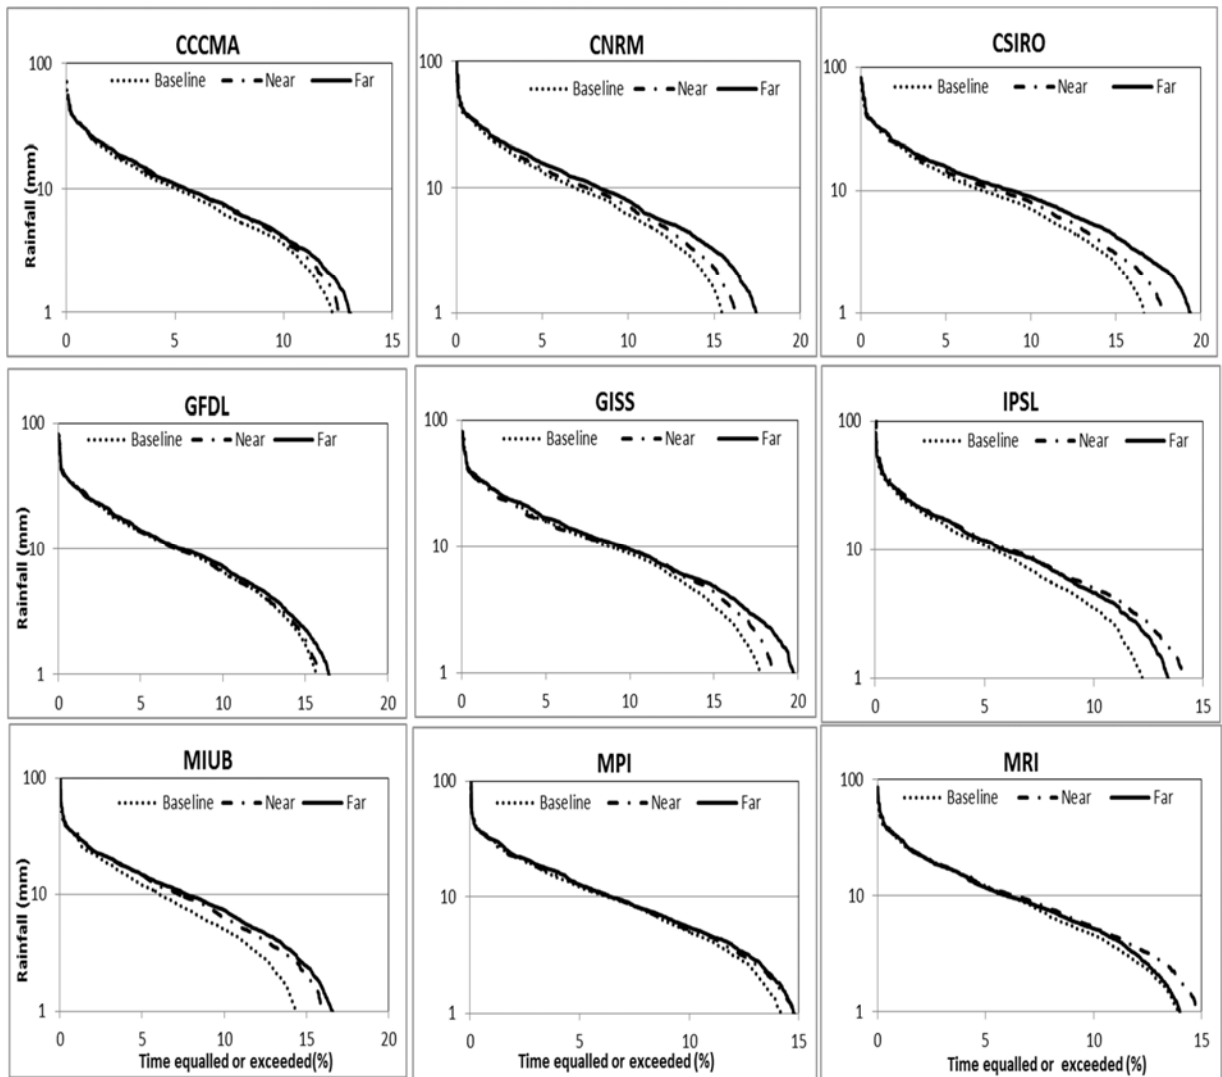 CCCMA
100
Baseline Near Far
10
1
0 5 10 15
Rainfall (mm)
CNRM
100
Baseline Near Far
10
1
0 5 10 15 20
CSIRO
100
Baseline Near Far
10
1
0 5 10 15 20
GFDL
100
Baseline Near Far
10
1
0 5 10 15 20
Rainfall (mm)
GISS
100
Baseline Near Far
10
1
0 5 10 15 20
IPSL
100
Baseline Near Far
10
1
0 5 10 15
MIUB
100
Baseline Near Far
10
1
0 5 10 15 20
Rainfall (mm)
Time equalled or exceeded(%)
MPI
100
Baseline Near Far
10
1
0 5 10 15
MRI
100
Baseline Near Far
10
1
0 5 10 15
Time equalled or exceeded (%)